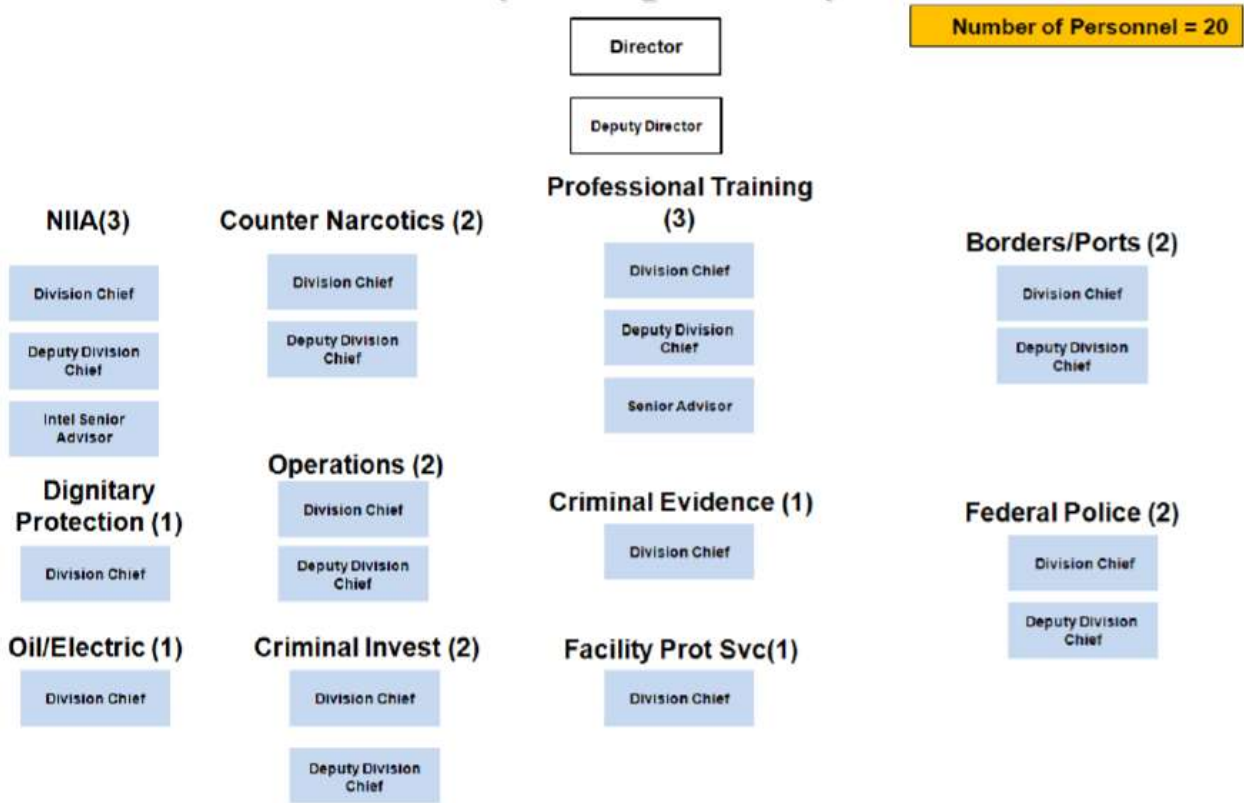 Number of Personnel = 20
Director
Deputy Director
NIIA(3)
Division Chief
Deputy Division
Chief
Intel Senior
Advisor
Counter Narcotics (2)
Division Chief
Deputy Division
Chief
Professional Training
(3)
Division Chief
Deputy Division
Chief
Senior Advisor
Borders/Ports (2)
Division Chief
Deputy Division
Chief
Dignitary
Protection (1)
Division Chief
Operations (2)
Division Chief
Deputy Division
Chief
Criminal Evidence (1)
Division Chief
Federal Police (2)
Division Chief
Deputy Division
Chief
Oil/Electric (1)
Division Chief
Criminal Invest (2)
Division Chief
Deputy Division
Chief
Facility Prot Svc(1)
Division Chief